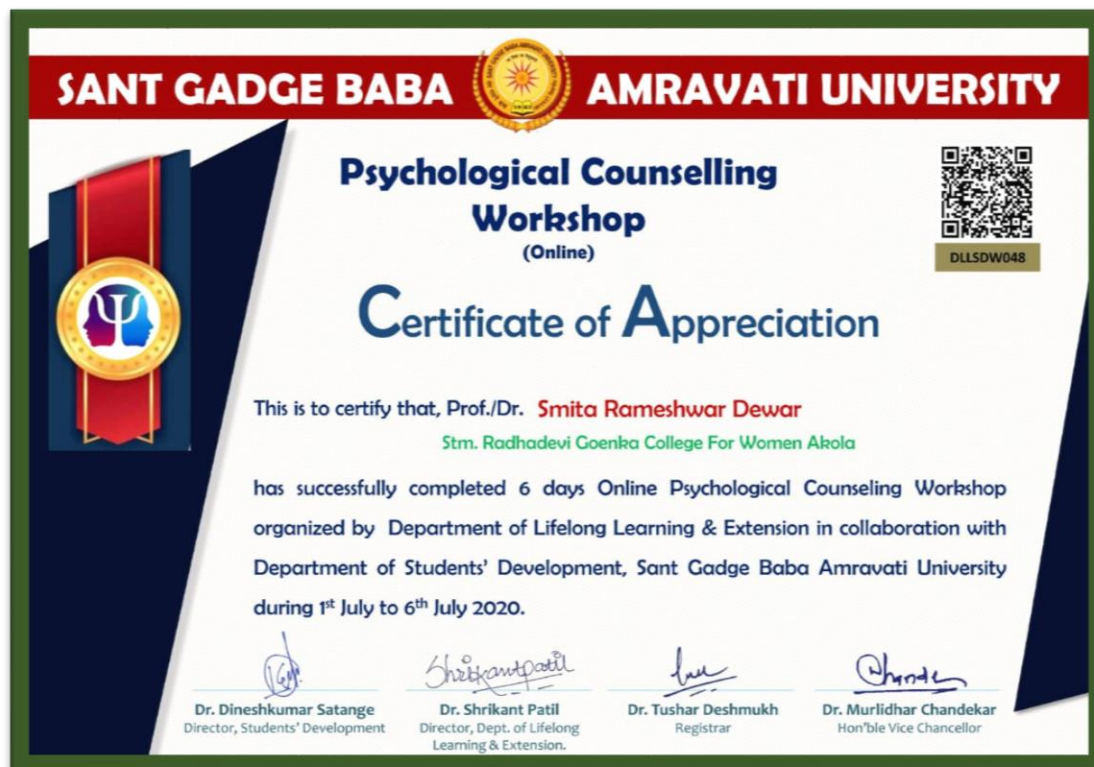 SANT GADGE BABA AMRAVATI UNIVERSITY
Psychological Counselling
Workshop
(Online)
DLLSDW048
Certificate of Appreciation
This is to certify that, Prof./Dr. Smita Rameshwar Dewar
Stm. Radhadevi Goenka College For Women Akola
has successfully completed 6 days Online Psychological Counseling Workshop
organized by Department of Lifelong Learning & Extension in collaboration with
Department of Students' Development, Sant Gadge Baba Amravati University
during 1st July to 6th July 2020.
Shrikantpatil
Dr. Dineshkumar Satange
Director, Students' Development
Dr. Shrikant Patil
Director, Dept. of Lifelong
Learning & Extension.
Dr. Tushar Deshmukh
Registrar
Dr. Murlidhar Chandekar
Hon'ble Vice Chancellor